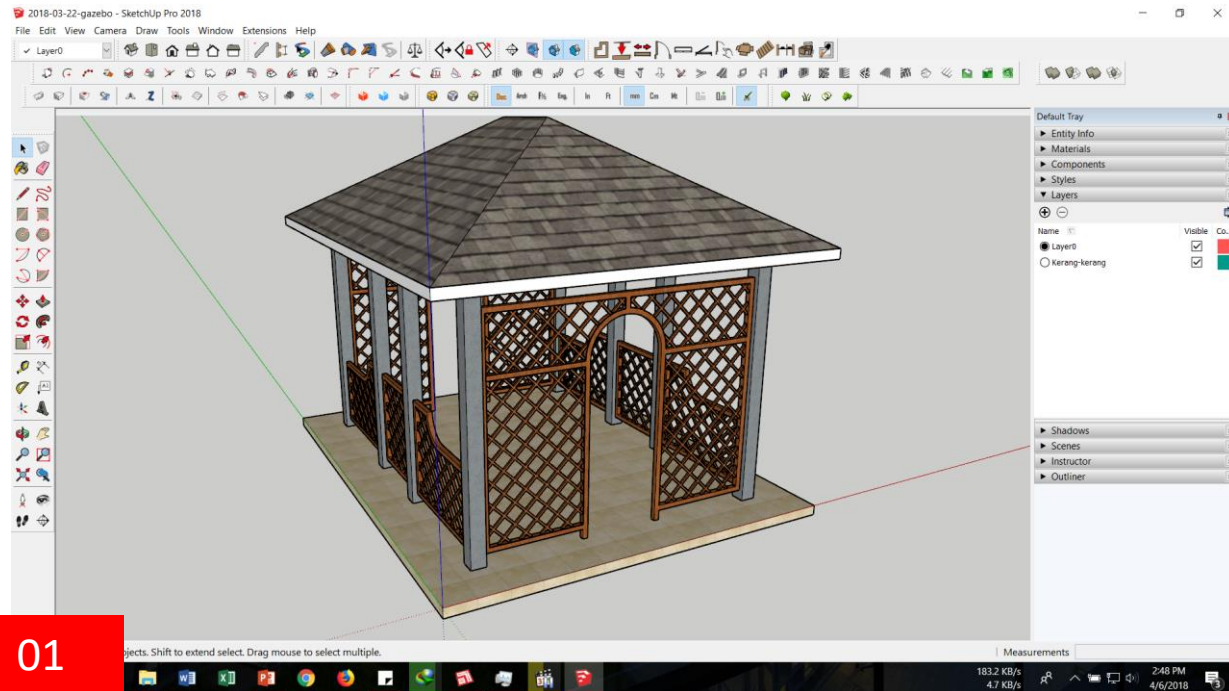 2018-03-22-gazebo - SketchUp Pro 2018
File Edit View Camera Draw Tools Window Extensions Help
Layer0
Default Tray
Entity Info
Materials
Components
Styles
Layers
Name Visible Co...
Layer0
Kerang-kerang
Shadows
Scenes
Instructor
Outliner
01
ojects. Shift to extend select. Drag mouse to select multiple.
Measurements
183.2 KB/s
4.7 KB/s
2:48 PM
4/6/2018